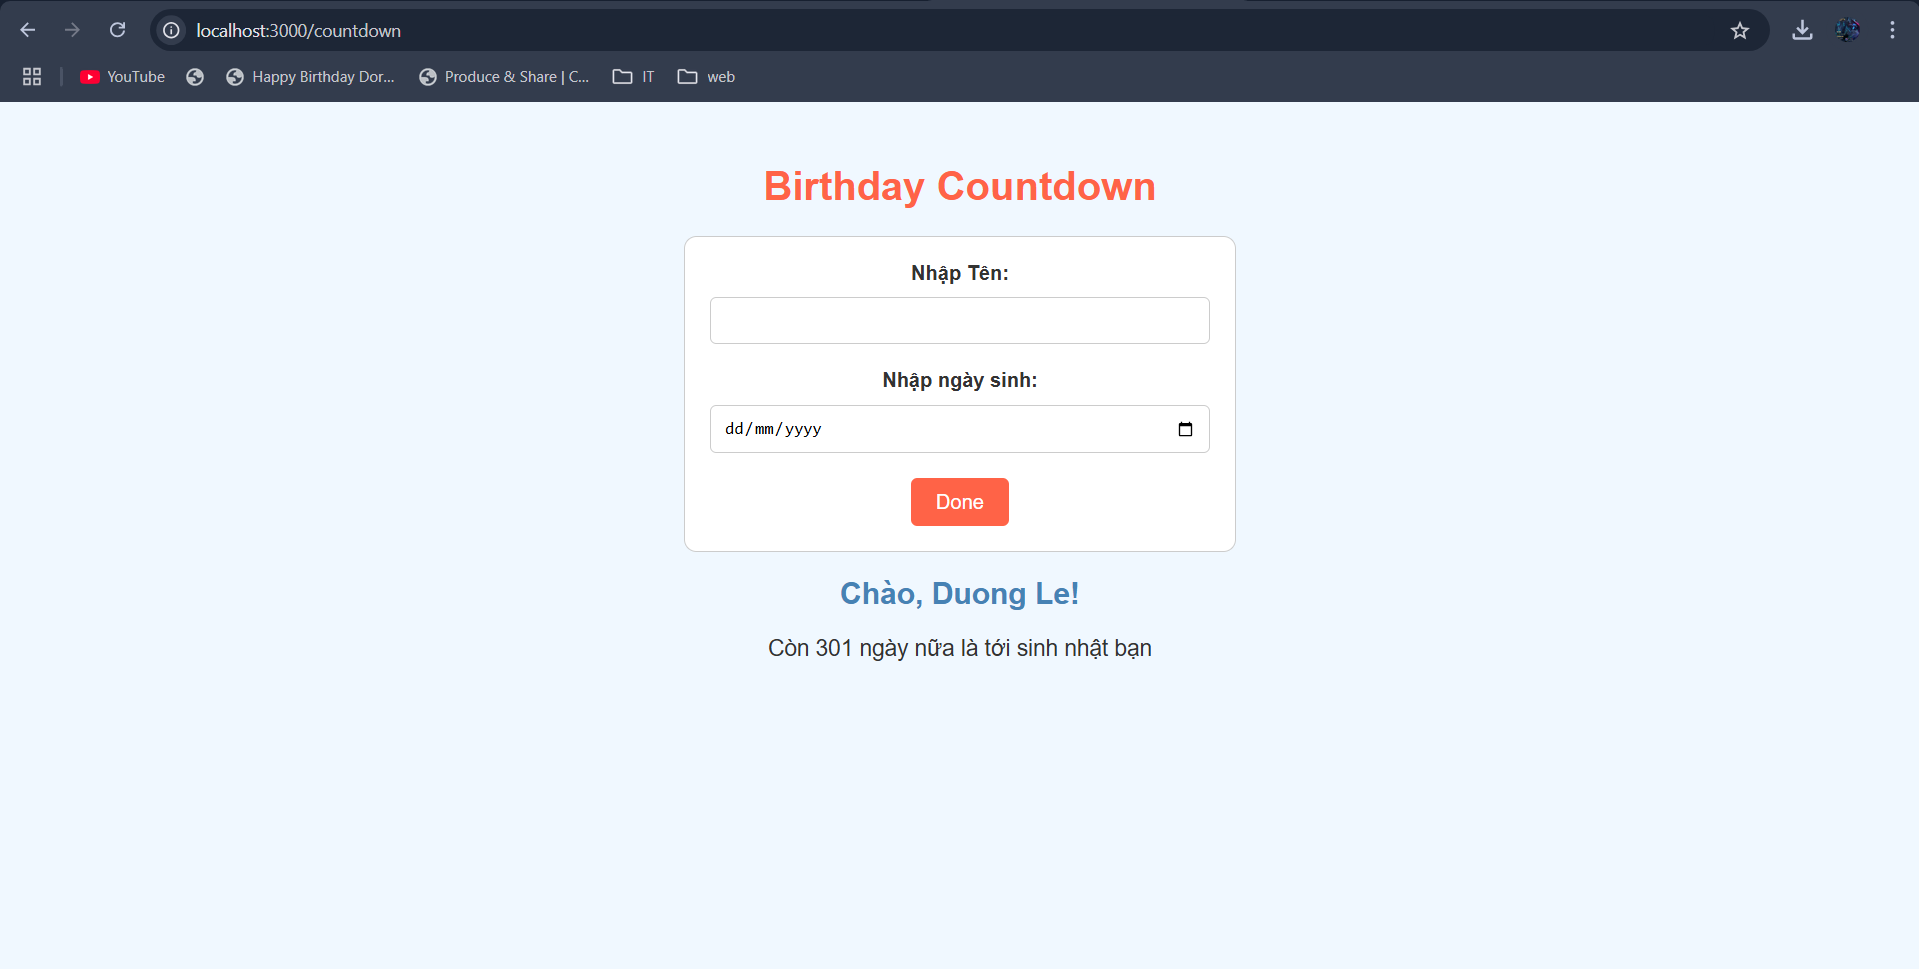 localhost:3000/countdown
YouTube
Happy Birthday Dor...
Produce & Share | C...
IT
web
Birthday Countdown
Nhập Tên:
Nhập ngày sinh:
dd/mm/yyyy
Done
Chào, Duong Le!
Còn 301 ngày nữa là tới sinh nhật bạn